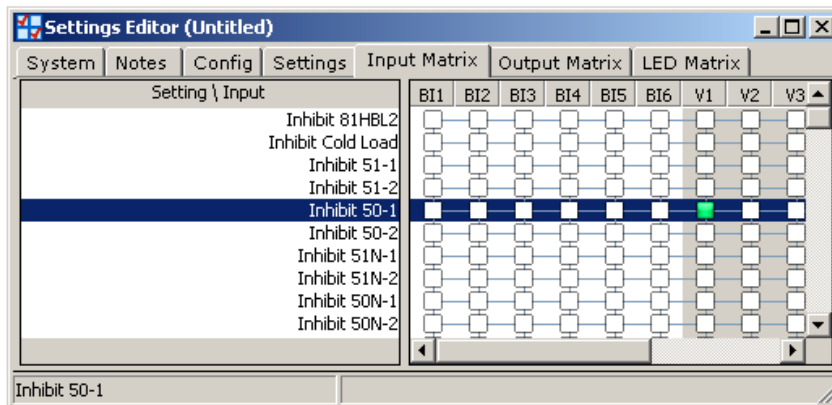 Settings Editor (Untitled)
System Notes Config Settings Input Matrix Output Matrix LED Matrix
Setting \ Input BI1 BI2 BI3 BI4 BI5 BI6 V1 V2 V3
Inhibit 81HBL2
Inhibit Cold Load
Inhibit 51-1
Inhibit 51-2
Inhibit 50-1
Inhibit 50-2
Inhibit 51N-1
Inhibit 51N-2
Inhibit 50N-1
Inhibit 50N-2
Inhibit 50-1